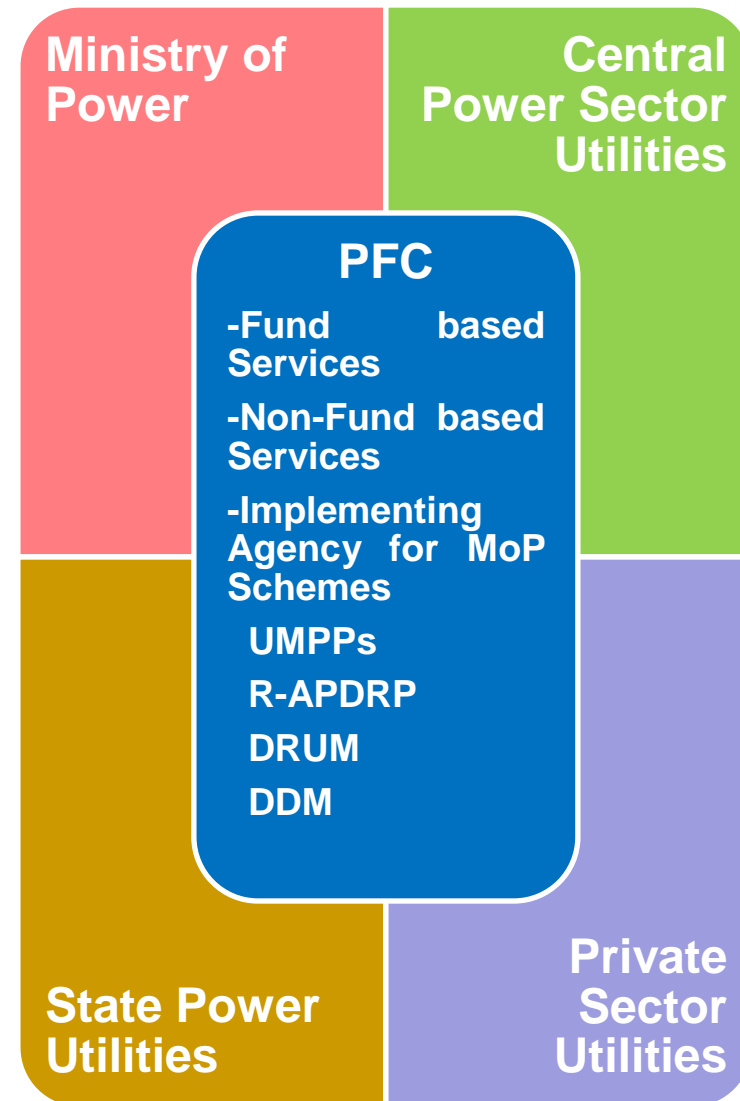 Ministry of
Power
Central
Power Sector
Utilities
PFC
-Fund based
Services
-Non-Fund based
Services
-Implementing
Agency for MoP
Schemes
UMPPs
R-APDRP
DRUM
DDM
State Power
Utilities
Private
Sector
Utilities